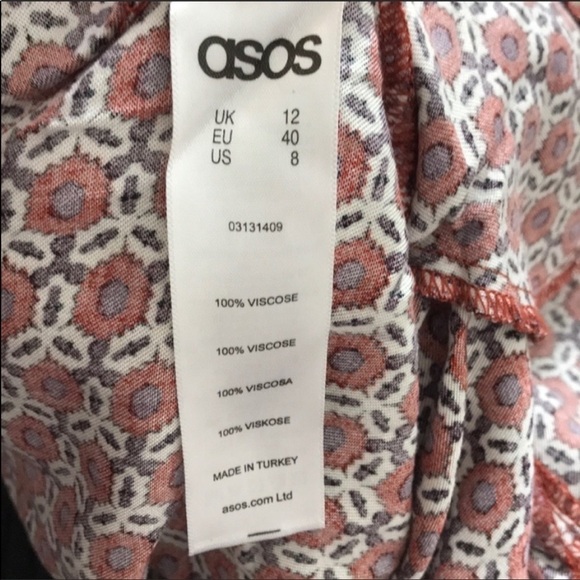 asos
UK 12
EU 40
US 8
03131409
100% VISCOSE
100% VISCOSE
100% VISCOSA
100% VISKOSE
MADE IN TURKEY
asos.com Ltd